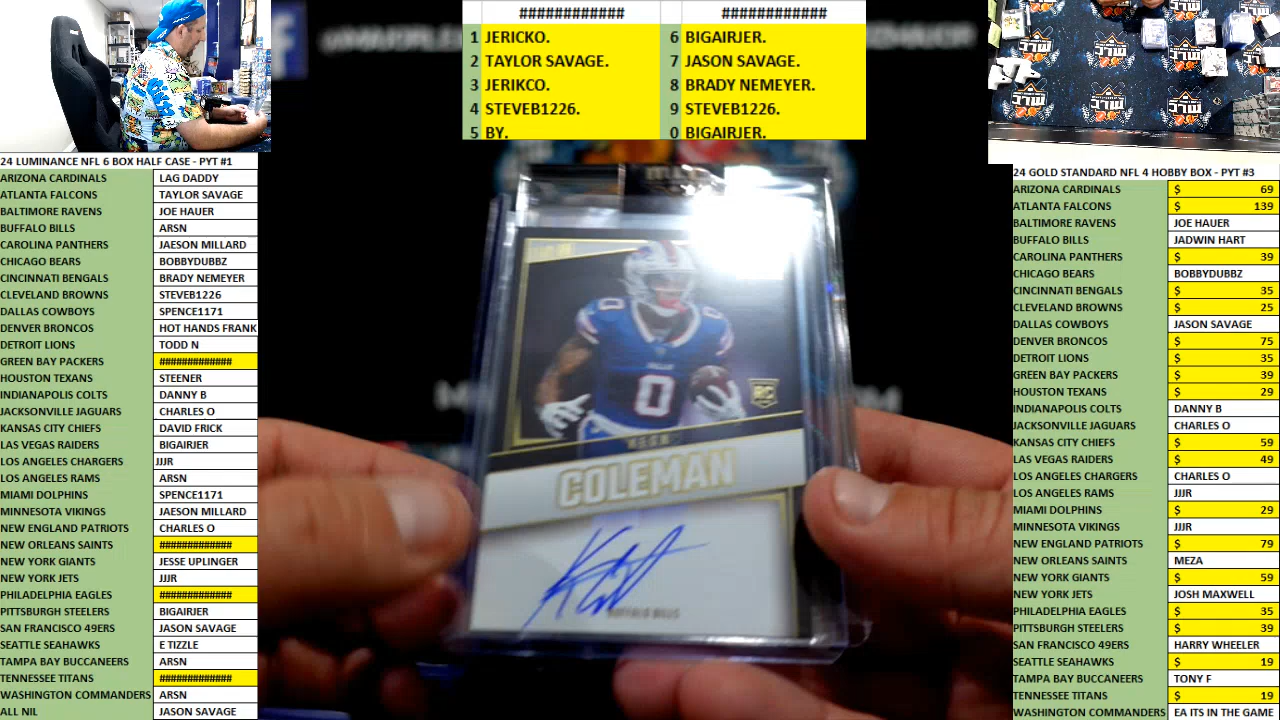 ############ ############
1 JERICKO. 6 BIGAIRJER.
2 TAYLOR SAVAGE. 7 JASON SAVAGE.
3 JERIKCO. 8 BRADY NEMEYER.
4 STEVEB1226. 9 STEVEB1226.
5 BY. 0 BIGAIRJER.
24 LUMINANCE NFL 6 BOX HALF CASE - PYT #1
ARIZONA CARDINALS LAG DADDY
ATLANTA FALCONS TAYLOR SAVAGE
BALTIMORE RAVENS JOE HAUER
BUFFALO BILLS ARSN
CAROLINA PANTHERS JAESON MILLARD
CHICAGO BEARS BOBBYDUBBZ
CINCINNATI BENGALS BRADY NEMEYER
CLEVELAND BROWNS STEVEB1226
DALLAS COWBOYS SPENCE1171
DENVER BRONCOS HOT HANDS FRANK
DETROIT LIONS TODD N
GREEN BAY PACKERS #############
HOUSTON TEXANS STEENER
INDIANAPOLIS COLTS DANNY B
JACKSONVILLE JAGUARS CHARLES O
KANSAS CITY CHIEFS DAVID FRICK
LAS VEGAS RAIDERS BIGAIRJER
LOS ANGELES CHARGERS JJJR
LOS ANGELES RAMS ARSN
MIAMI DOLPHINS SPENCE1171
MINNESOTA VIKINGS JAESON MILLARD
NEW ENGLAND PATRIOTS CHARLES O
NEW ORLEANS SAINTS #############
NEW YORK GIANTS JESSE UPLINGER
NEW YORK JETS JJJR
PHILADELPHIA EAGLES #############
PITTSBURGH STEELERS BIGAIRJER
SAN FRANCISCO 49ERS JASON SAVAGE
SEATTLE SEAHAWKS E TIZZLE
TAMPA BAY BUCCANEERS ARSN
TENNESSEE TITANS #############
WASHINGTON COMMANDERS ARSN
ALL NIL JASON SAVAGE
0
0
RC
KEON
COLEMAN
BUFFALO BILLS
24 GOLD STANDARD NFL 4 HOBBY BOX - PYT #3
ARIZONA CARDINALS $ 69
ATLANTA FALCONS $ 139
BALTIMORE RAVENS JOE HAUER
BUFFALO BILLS JADWIN HART
CAROLINA PANTHERS $ 39
CHICAGO BEARS BOBBYDUBBZ
CINCINNATI BENGALS $ 35
CLEVELAND BROWNS $ 25
DALLAS COWBOYS JASON SAVAGE
DENVER BRONCOS $ 75
DETROIT LIONS $ 35
GREEN BAY PACKERS $ 39
HOUSTON TEXANS $ 29
INDIANAPOLIS COLTS DANNY B
JACKSONVILLE JAGUARS CHARLES O
KANSAS CITY CHIEFS $ 59
LAS VEGAS RAIDERS $ 49
LOS ANGELES CHARGERS CHARLES O
LOS ANGELES RAMS JJJR
MIAMI DOLPHINS $ 29
MINNESOTA VIKINGS JJJR
NEW ENGLAND PATRIOTS $ 79
NEW ORLEANS SAINTS MEZA
NEW YORK GIANTS $ 59
NEW YORK JETS JOSH MAXWELL
PHILADELPHIA EAGLES $ 35
PITTSBURGH STEELERS $ 39
SAN FRANCISCO 49ERS HARRY WHEELER
SEATTLE SEAHAWKS $ 19
TAMPA BAY BUCCANEERS TONY F
TENNESSEE TITANS $ 19
WASHINGTON COMMANDERS EA ITS IN THE GAME